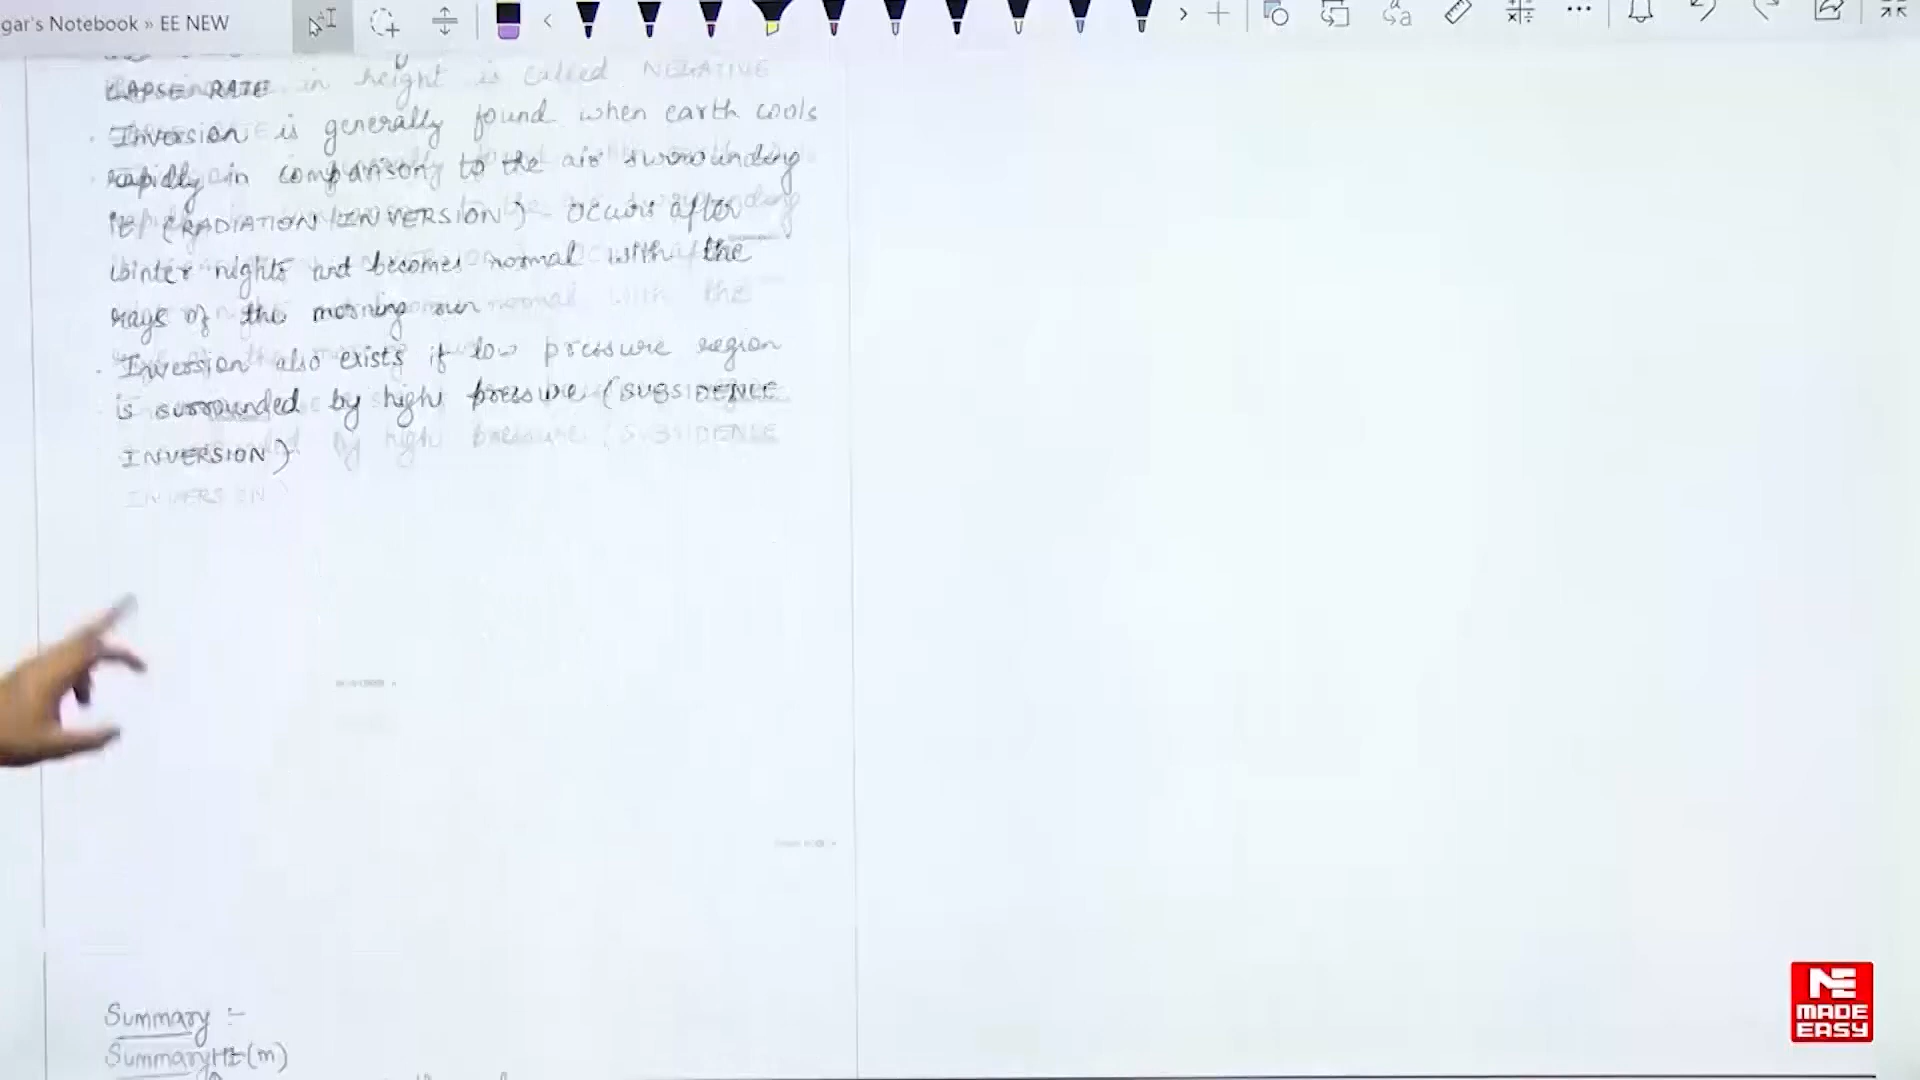 gar's Notebook » EE NEW
in height is called NEGATIVE
LAPSE RATE
. Inversion is generally found when earth cools
rapidly in comparison to the air surrounding
(RADIATION INVERSION) occurs after
winter nights and becomes normal with the
rays of the morning sun
. Inversion also exists if low pressure region
is surrounded by high pressure (SUBSIDENCE
INVERSION)
Summary :-
Ht (m)
MADE
EASY